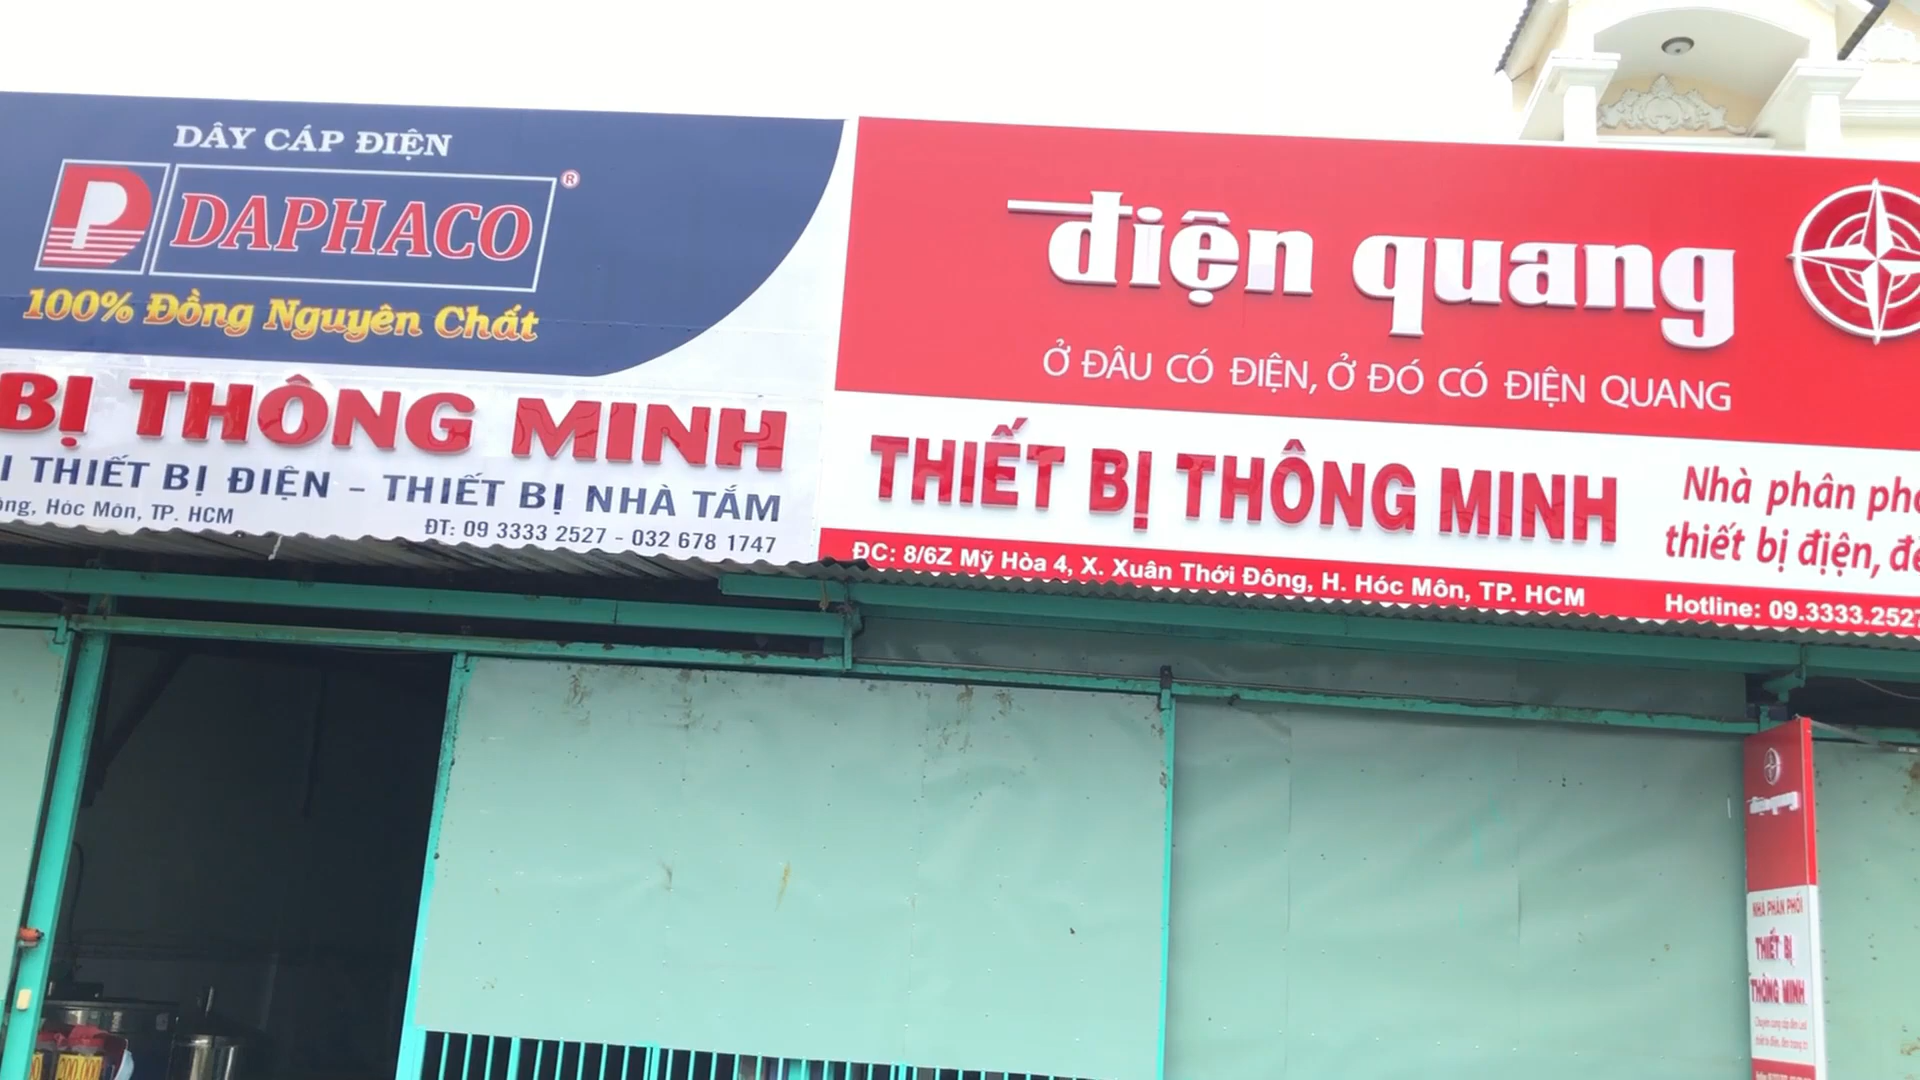 DÂY CÁP ĐIỆN
DAPHACO ®
100% Đồng Nguyên Chất
BỊ THÔNG MINH
I THIẾT BỊ ĐIỆN - THIẾT BỊ NHÀ TẮM
Hóc Môn, TP. HCM
ĐT: 09 3333 2527 - 032 678 1747
điện quang
Ở ĐÂU CÓ ĐIỆN, Ở ĐÓ CÓ ĐIỆN QUANG
THIẾT BỊ THÔNG MINH
Nhà phân
thiết bị điện,
ĐC: 8/6Z Mỹ Hòa 4, X. Xuân Thới Đông, H. Hóc Môn, TP. HCM
Hotline: 09.3333.2527
điện quang
NHÀ PHÂN PHỐI
THIẾT BỊ
THÔNG MINH